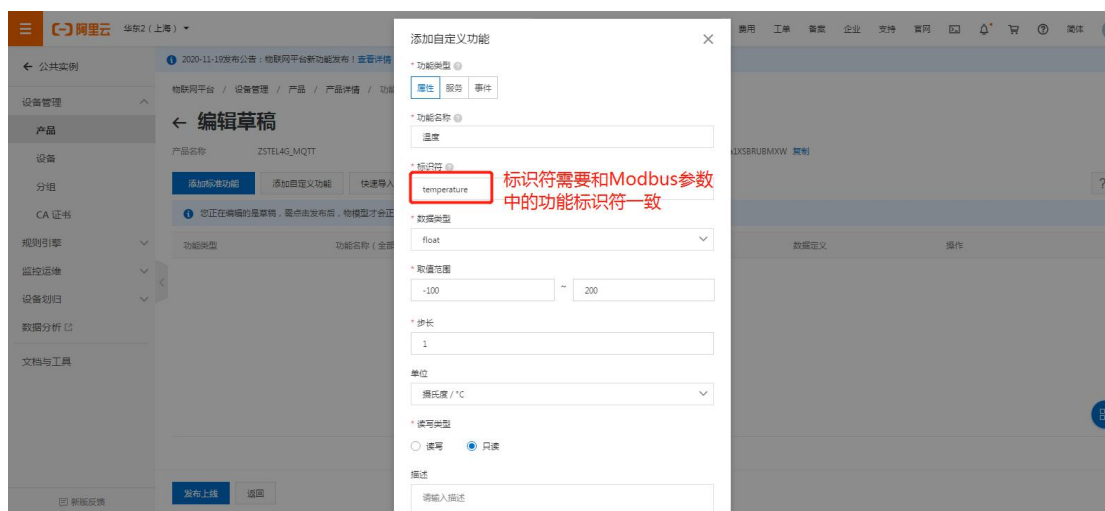 阿里云 华东2（上海） 费用 工单 备案 企业 支持 官网 简体
公共实例
设备管理
产品
设备
分组
CA 证书
规则引擎
监控运维
设备划归
数据分析
文档与工具
新版反馈
2020-11-19发布公告：物联网平台新功能发布！查看详情
物联网平台 / 设备管理 / 产品 / 产品详情 /
编辑草稿
产品名称 ZSTEL4G_MQTT
复制
添加标准功能 添加自定义功能 快速导入
您正在编辑的是草稿，需点击发布后，物模型才会正
功能类型 功能名称（全部 数据定义 操作
发布上线 返回
添加自定义功能
* 功能类型
属性 服务 事件
* 功能名称
温度
* 标识符
temperature
标识符需要和Modbus参数
中的功能标识符一致
* 数据类型
float
* 取值范围
-100 ~ 200
* 步长
1
单位
摄氏度 / °C
* 读写类型
读写 只读
描述
请输入描述